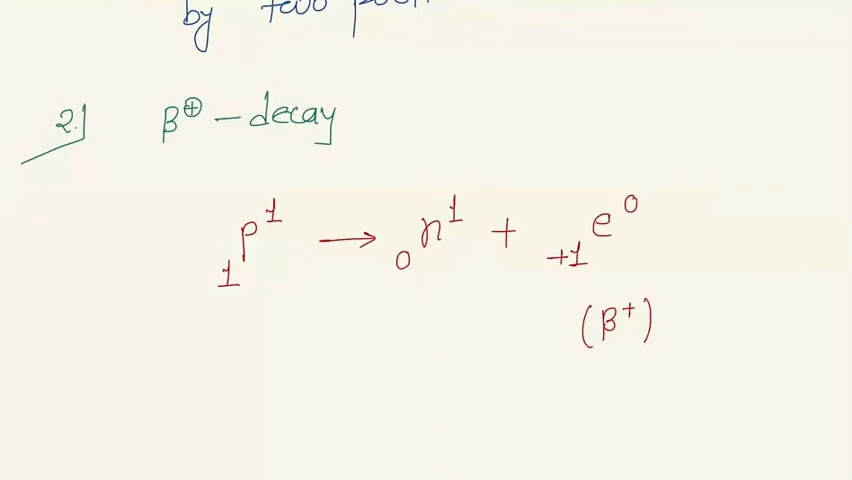 by two
2.] β⊕ – decay
₁p¹ → ₀n¹ + ₊₁e⁰
(β⁺)